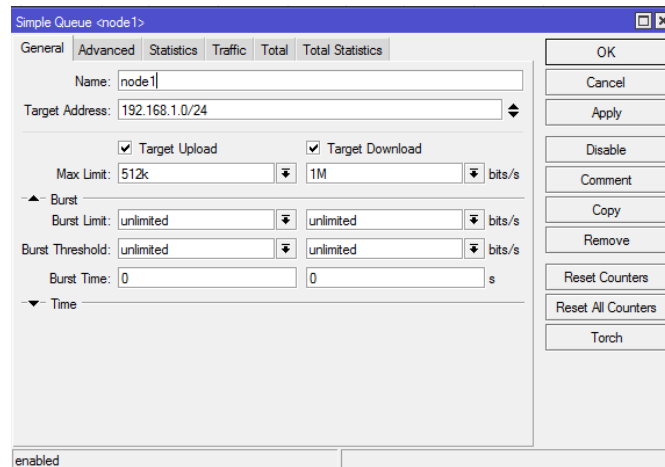 Simple Queue <node1>
General Advanced Statistics Traffic Total Total Statistics
OK
Name: node1
Cancel
Target Address: 192.168.1.0/24
Apply
Target Upload Target Download
Disable
Max Limit: 512k 1M bits/s
Comment
Burst
Copy
Burst Limit: unlimited unlimited bits/s
Remove
Burst Threshold: unlimited unlimited bits/s
Burst Time: 0 0 s
Reset Counters
Time
Reset All Counters
Torch
enabled